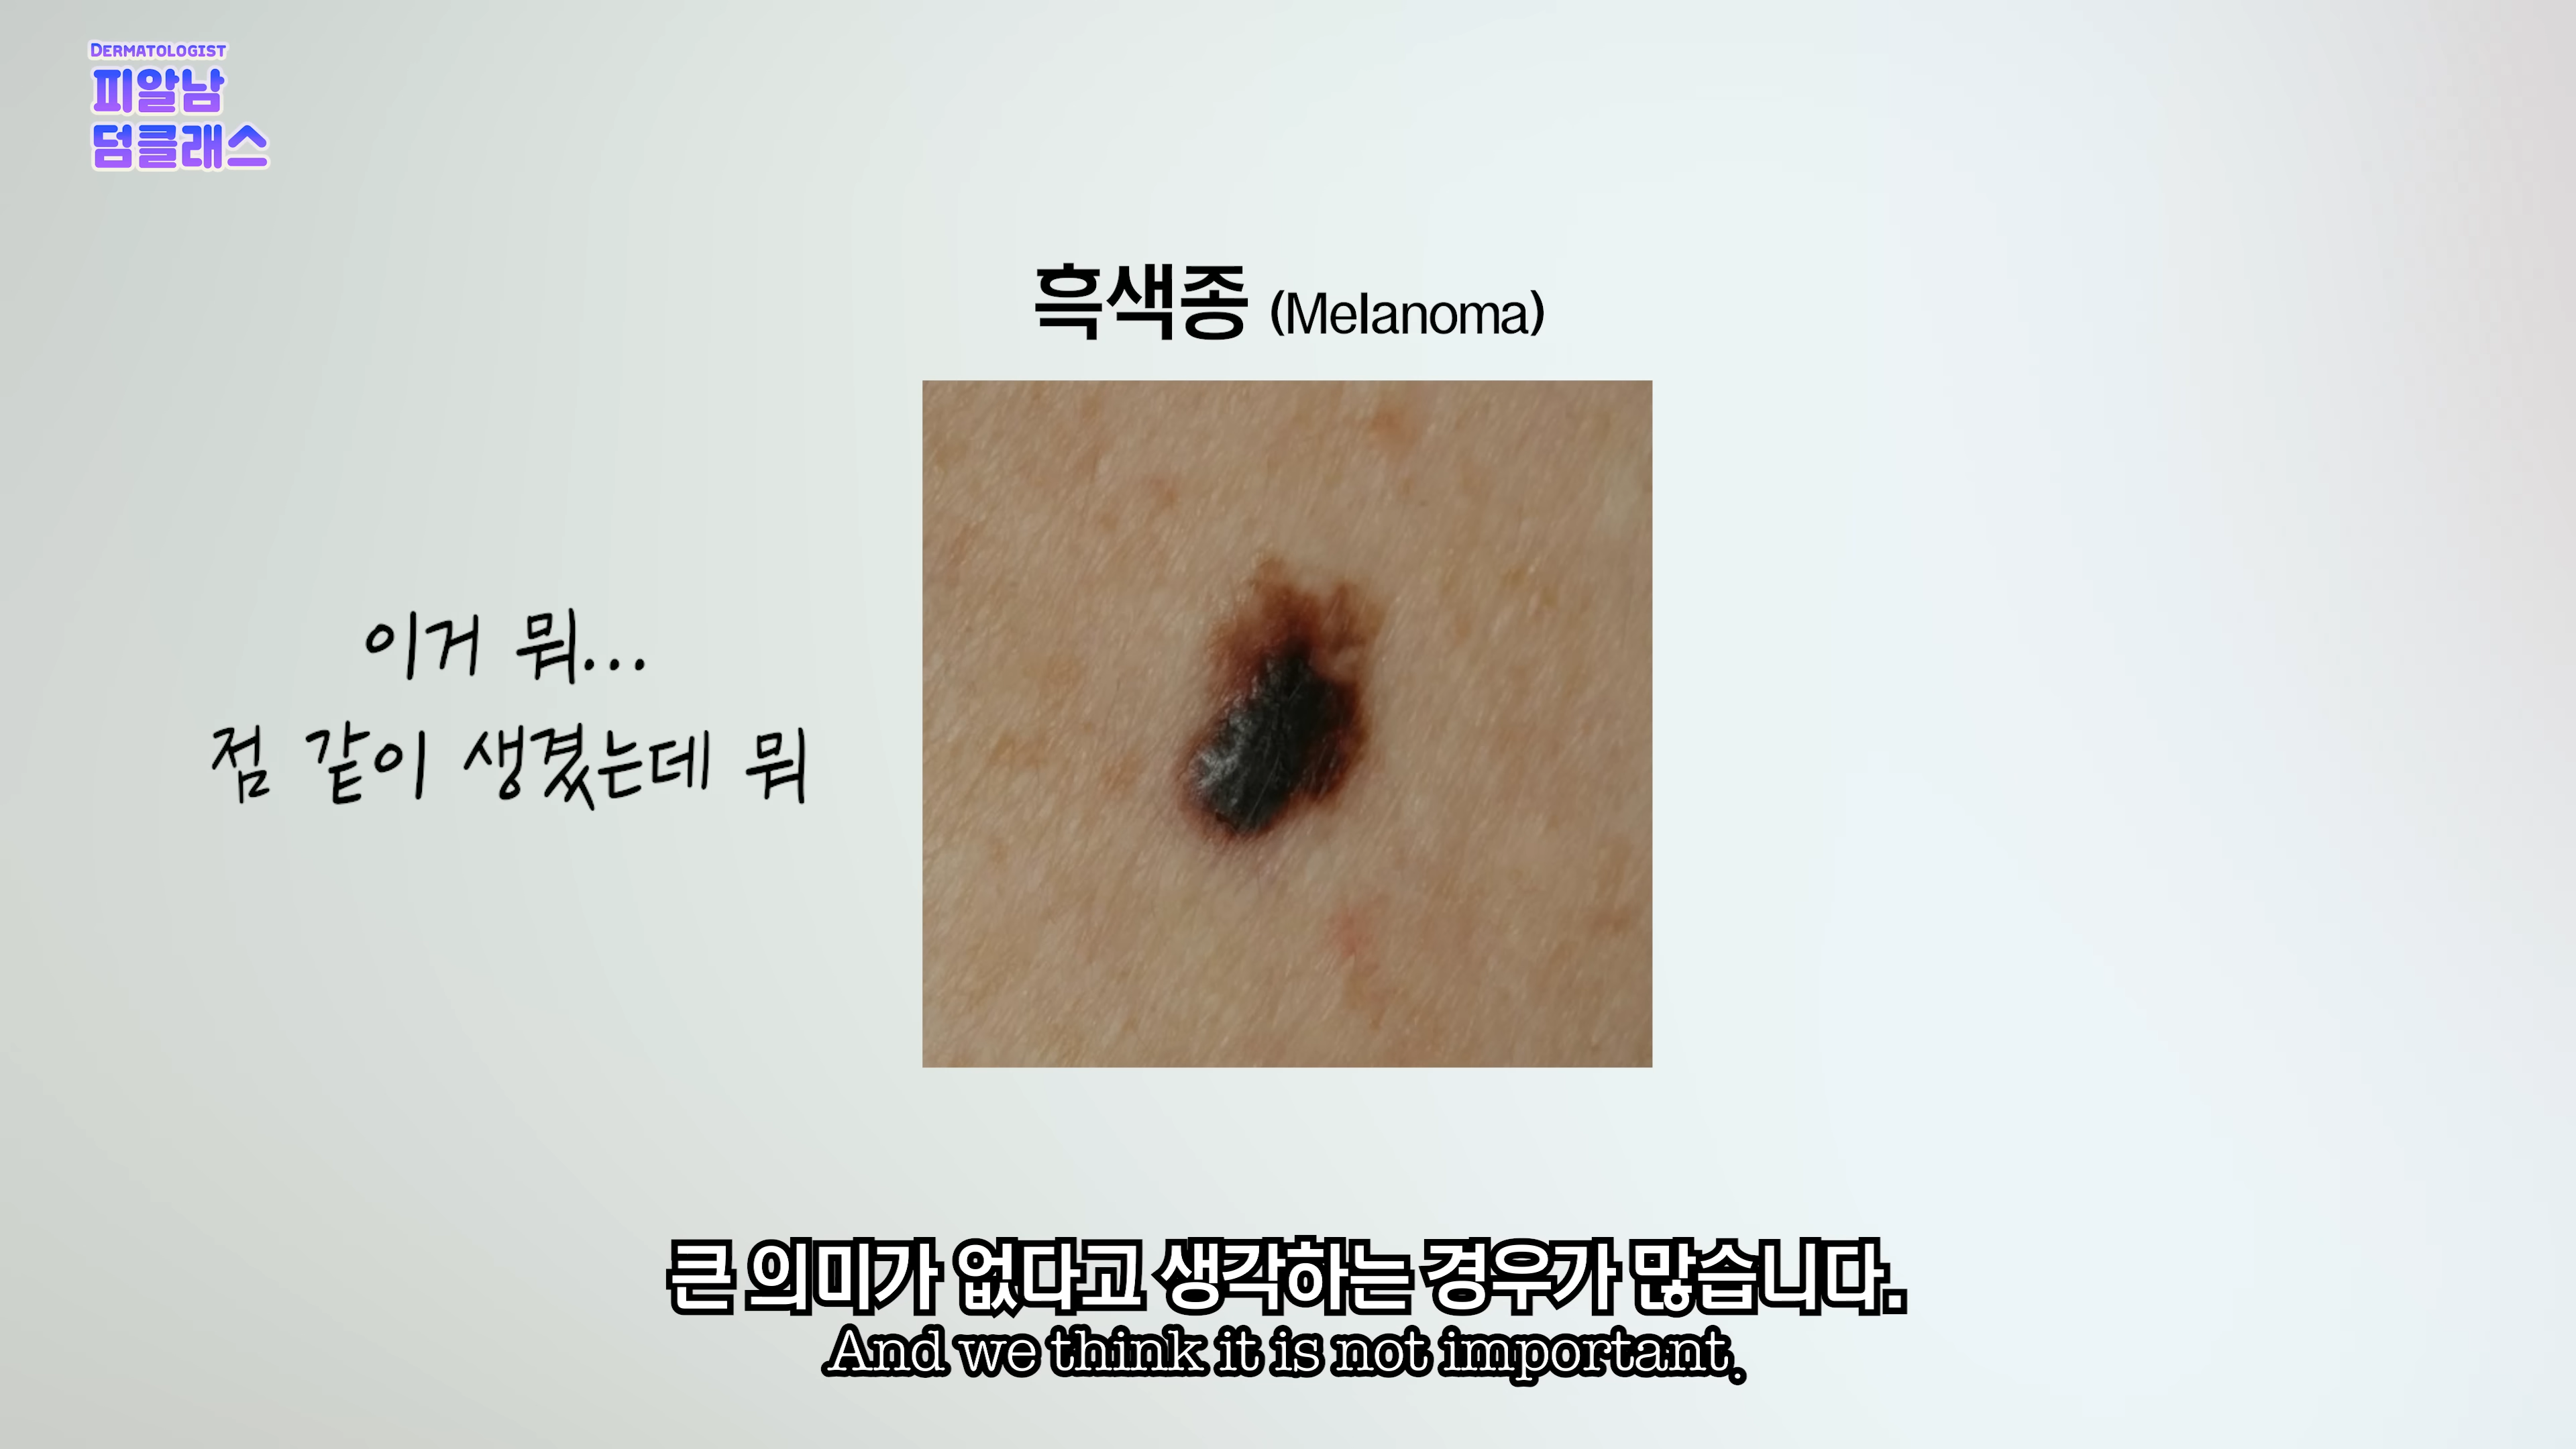 DERMATOLOGIST
피알남
덤클래스
흑색종 (Melanoma)
이거 뭐...
점 같이 생겼는데 뭐
큰 의미가 없다고 생각하는 경우가 많습니다.
And we think it is not important.